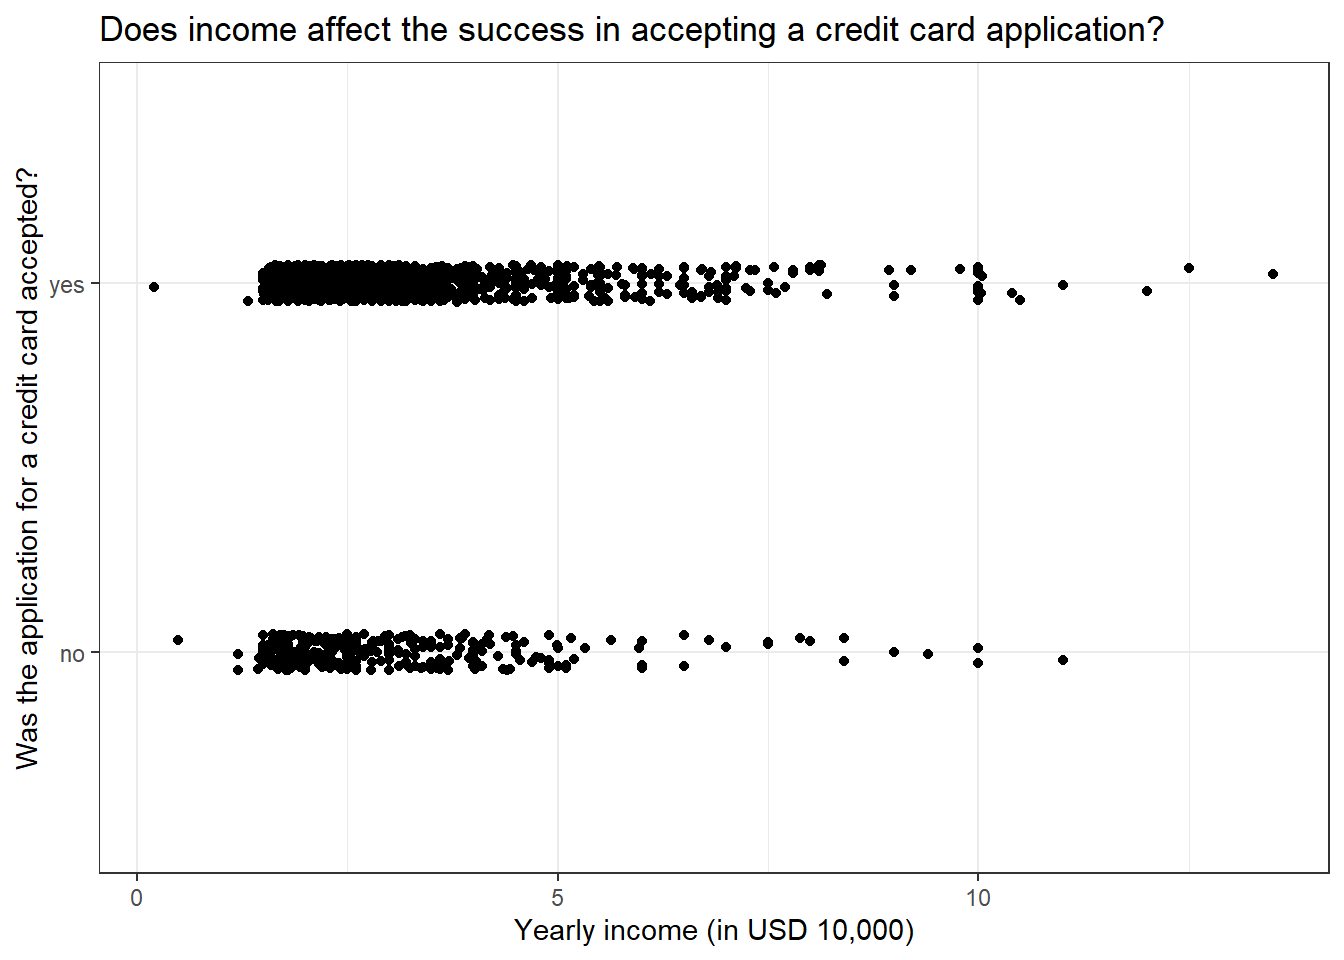 Does income affect the success in accepting a credit card application?
Was the application for a credit card accepted?
yes
no
0
5
10
Yearly income (in USD 10,000)